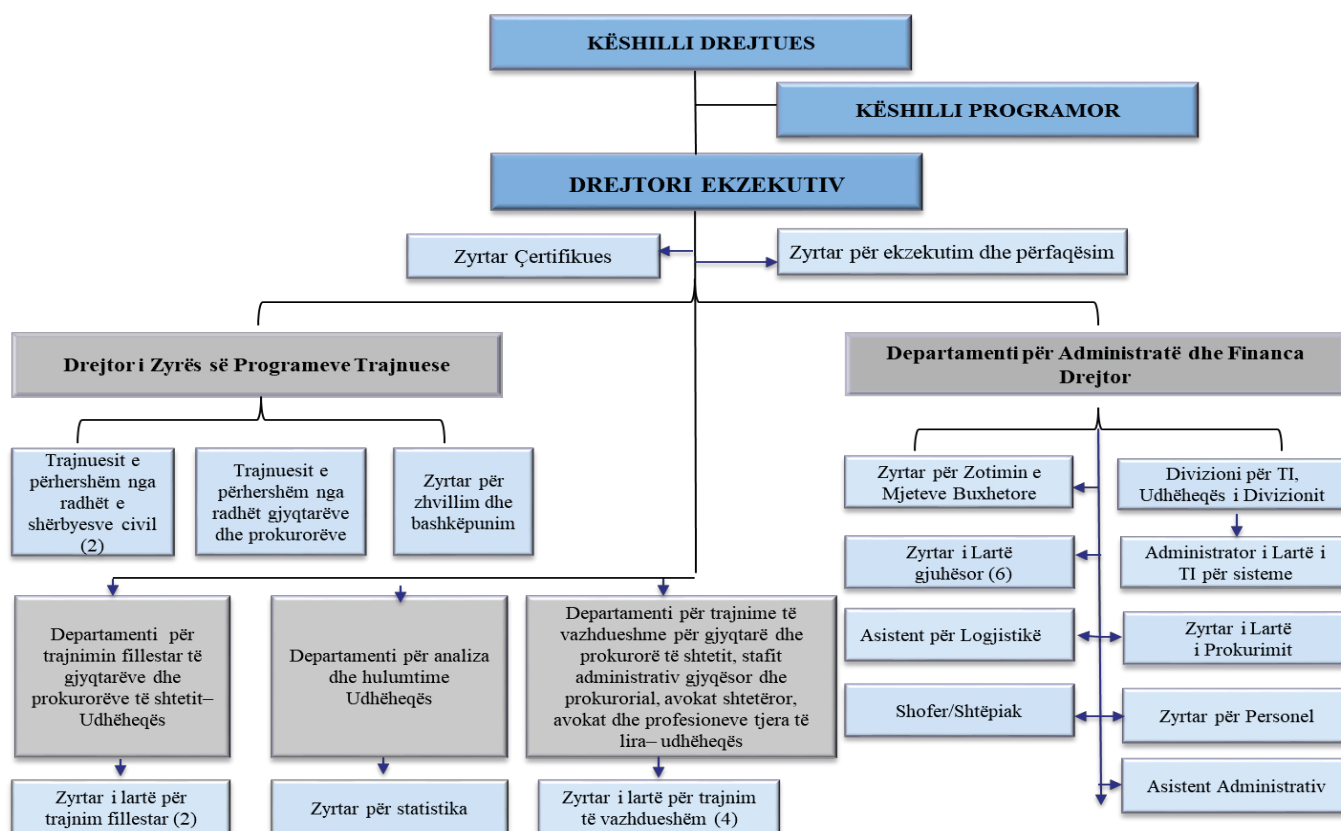 KËSHILLI DREJTUES
KËSHILLI PROGRAMOR
DREJTORI EKZEKUTIV
Zyrtar Çertifikues
Zyrtar për ekzekutim dhe përfaqësim
Drejtor i Zyrës së Programeve Trajnuese
Departamenti për Administratë dhe Financa
Drejtor
Trajnuesit e
përhershëm nga
radhët e
shërbyesve civil
(2)
Trajnuesit e
përhershëm nga
radhët gjyqtarëve
dhe prokurorëve
Zyrtar për
zhvillim dhe
bashkëpunim
Zyrtar për Zotimin e
Mjeteve Buxhetore
Divizioni për TI,
Udhëheqës i Divizionit
Zyrtar i Lartë
gjuhësor (6)
Administrator i Lartë i
TI për sisteme
Asistent për Logjistikë
Zyrtar i Lartë
i Prokurimit
Shofer/Shtëpiak
Zyrtar për Personel
Asistent Administrativ
Departamenti për
trajnimin fillestar të
gjyqtarëve dhe
prokurorëve të shtetit–
Udhëheqës
Departamenti për analiza
dhe hulumtime
Udhëheqës
Departamenti për trajnime të
vazhdueshme për gjyqtarë dhe
prokurorë të shtetit, stafit
administrativ gjyqësor dhe
prokurorial, avokat shtetëror,
avokat dhe profesioneve tjera të
lira– udhëheqës
Zyrtar i lartë për
trajnim fillestar (2)
Zyrtar për statistika
Zyrtar i lartë për trajnim
të vazhdueshëm (4)